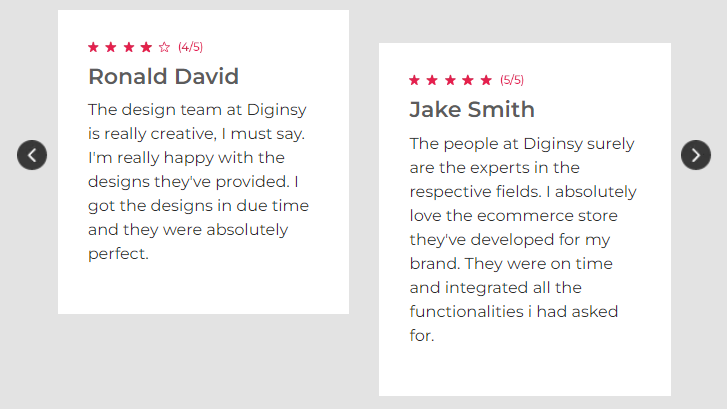 (4/5)
Ronald David
The design team at Diginsy
is really creative, I must say.
I'm really happy with the
designs they've provided. I
got the designs in due time
and they were absolutely
perfect.
(5/5)
Jake Smith
The people at Diginsy surely
are the experts in the
respective fields. I absolutely
love the ecommerce store
they've developed for my
brand. They were on time
and integrated all the
functionalities i had asked
for.